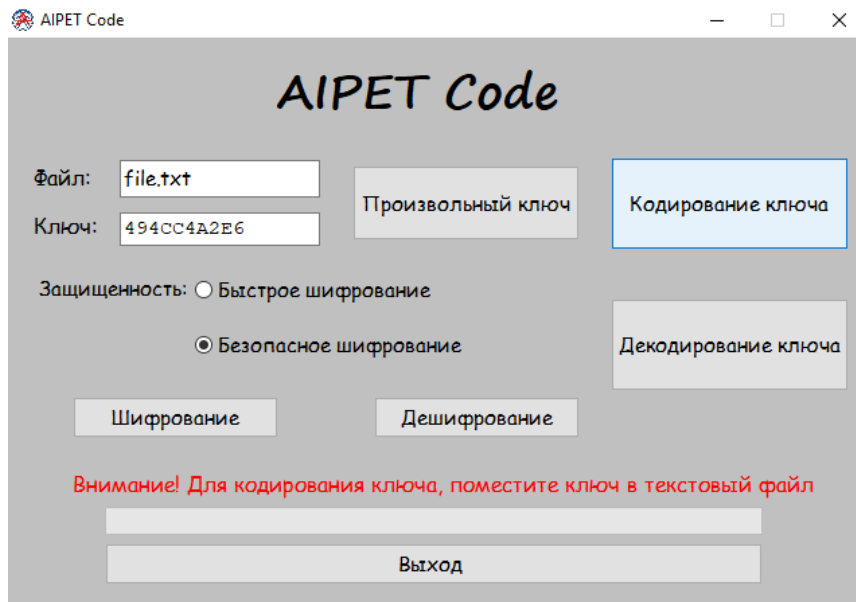 AIPET Code
AIPET Code
Файл: file.txt
Ключ: 494CC4A2E6
Произвольный ключ
Кодирование ключа
Защищенность: Быстрое шифрование
Безопасное шифрование
Декодирование ключа
Шифрование Дешифрование
Внимание! Для кодирования ключа, поместите ключ в текстовый файл
Выход